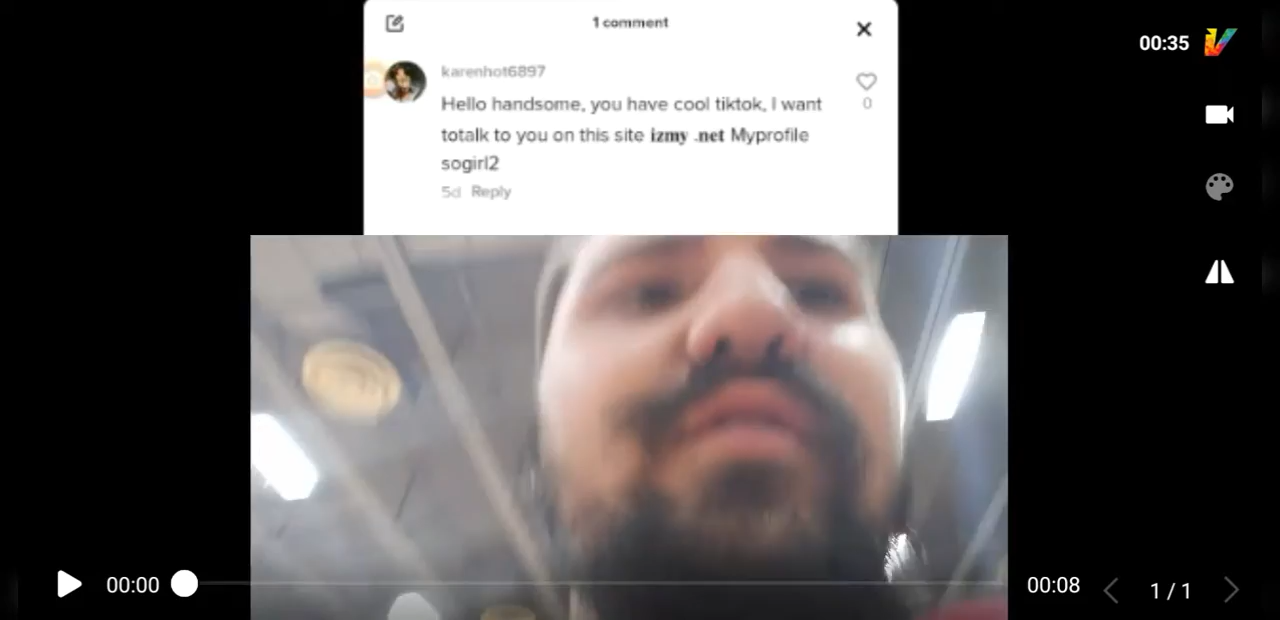 1 comment
00:35
karenhot6897
Hello handsome, you have cool tiktok, I want
0
totalk to you on this site izmy .net Myprofile
sogirl2
5d Reply
00:00
00:08
1 / 1